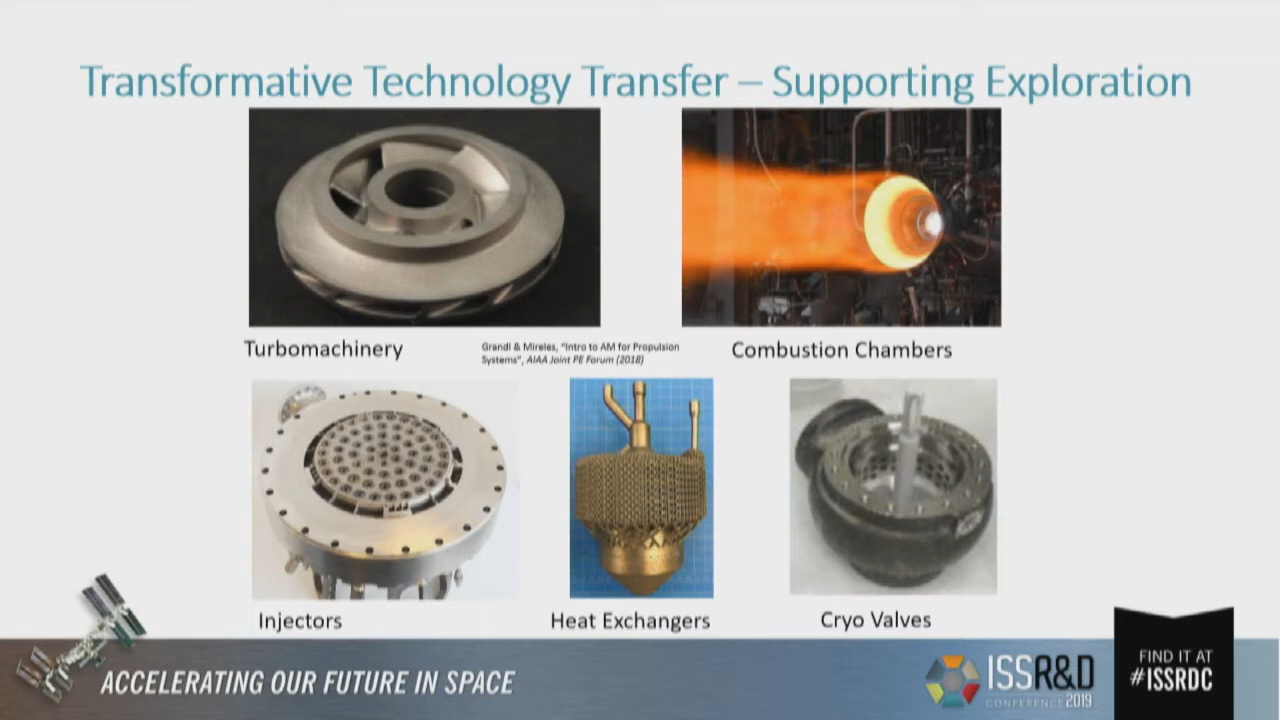 Transformative Technology Transfer – Supporting Exploration
Turbomachinery
Grandl & Mireles, "Intro to AM for Propulsion
Systems", AIAA Joint PE Forum (2018)
Combustion Chambers
Injectors
Heat Exchangers
Cryo Valves
ACCELERATING OUR FUTURE IN SPACE
ISSR&D
CONFERENCE 2019
FIND IT AT
#ISSRDC